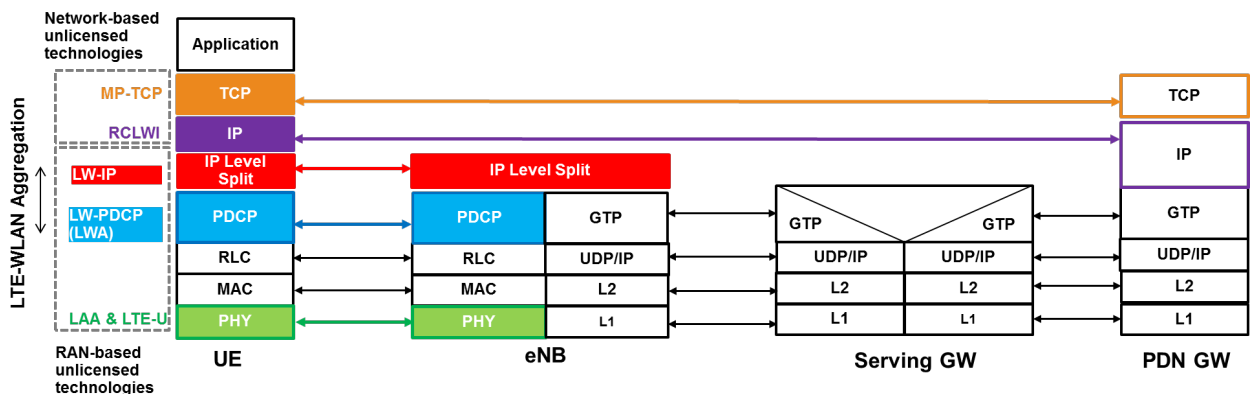 Network-based
unlicensed
technologies
Application
MP-TCP
TCP
TCP
RCLWI
IP
IP
LTE-WLAN Aggregation
LW-IP
IP Level
Split
IP Level Split
LW-PDCP
(LWA)
PDCP
PDCP
GTP
GTP
GTP
GTP
RLC
RLC
UDP/IP
UDP/IP
UDP/IP
UDP/IP
MAC
MAC
L2
L2
L2
L2
LAA & LTE-U
PHY
PHY
L1
L1
L1
L1
RAN-based
unlicensed
technologies
UE
eNB
Serving GW
PDN GW